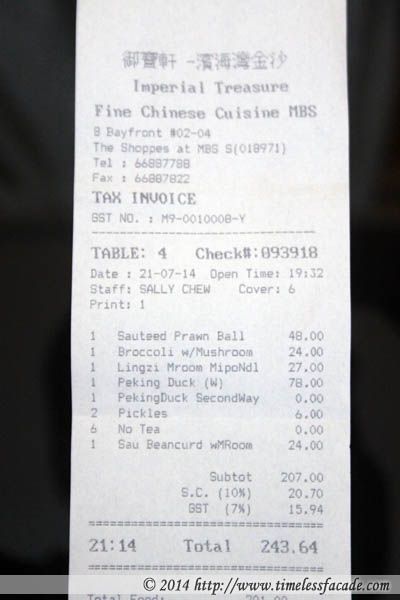 御寶軒 -濱海灣金沙
Imperial Treasure
Fine Chinese Cuisine MBS
8 Bayfront #02-04
The Shoppes at MBS S(018971)
Tel : 66887788
Fax : 66887822
TAX INVOICE
GST NO. : M9-0010008-Y
TABLE: 4 Check#:093918
Date : 21-07-14 Open Time: 19:32
Staff: SALLY CHEW Cover: 6
Print: 1
1 Sauteed Prawn Ball 48.00
1 Broccoli w/Mushroom 24.00
1 Lingzi Mroom MipoNdl 27.00
1 Peking Duck (W) 78.00
1 PekingDuck SecondWay 0.00
2 Pickles 6.00
6 No Tea 0.00
1 Sau Beancurd wMRoom 24.00
Subtot 207.00
S.C. (10%) 20.70
GST (7%) 15.94
21:14 Total 243.64
Total Food: 201.00
© 2014 http://www.timelessfacade.com